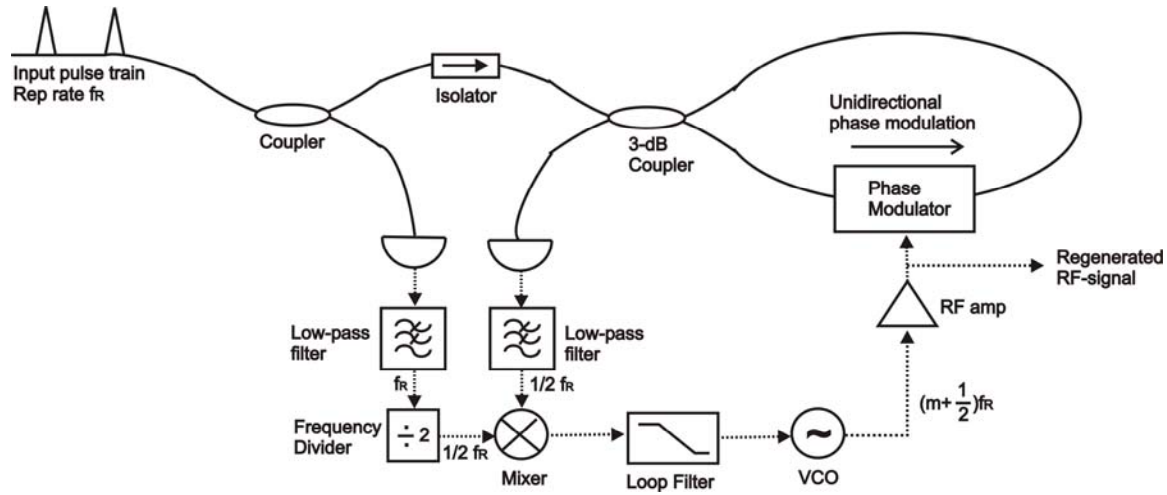 Input pulse train
Rep rate fR
Coupler
Isolator
3-dB
Coupler
Unidirectional
phase modulation
Phase
Modulator
Regenerated
RF-signal
RF amp
Low-pass
filter
Low-pass
filter
fR
1/2 fR
(m+1/2)fR
Frequency
Divider
÷ 2
1/2 fR
Mixer
Loop Filter
~
VCO